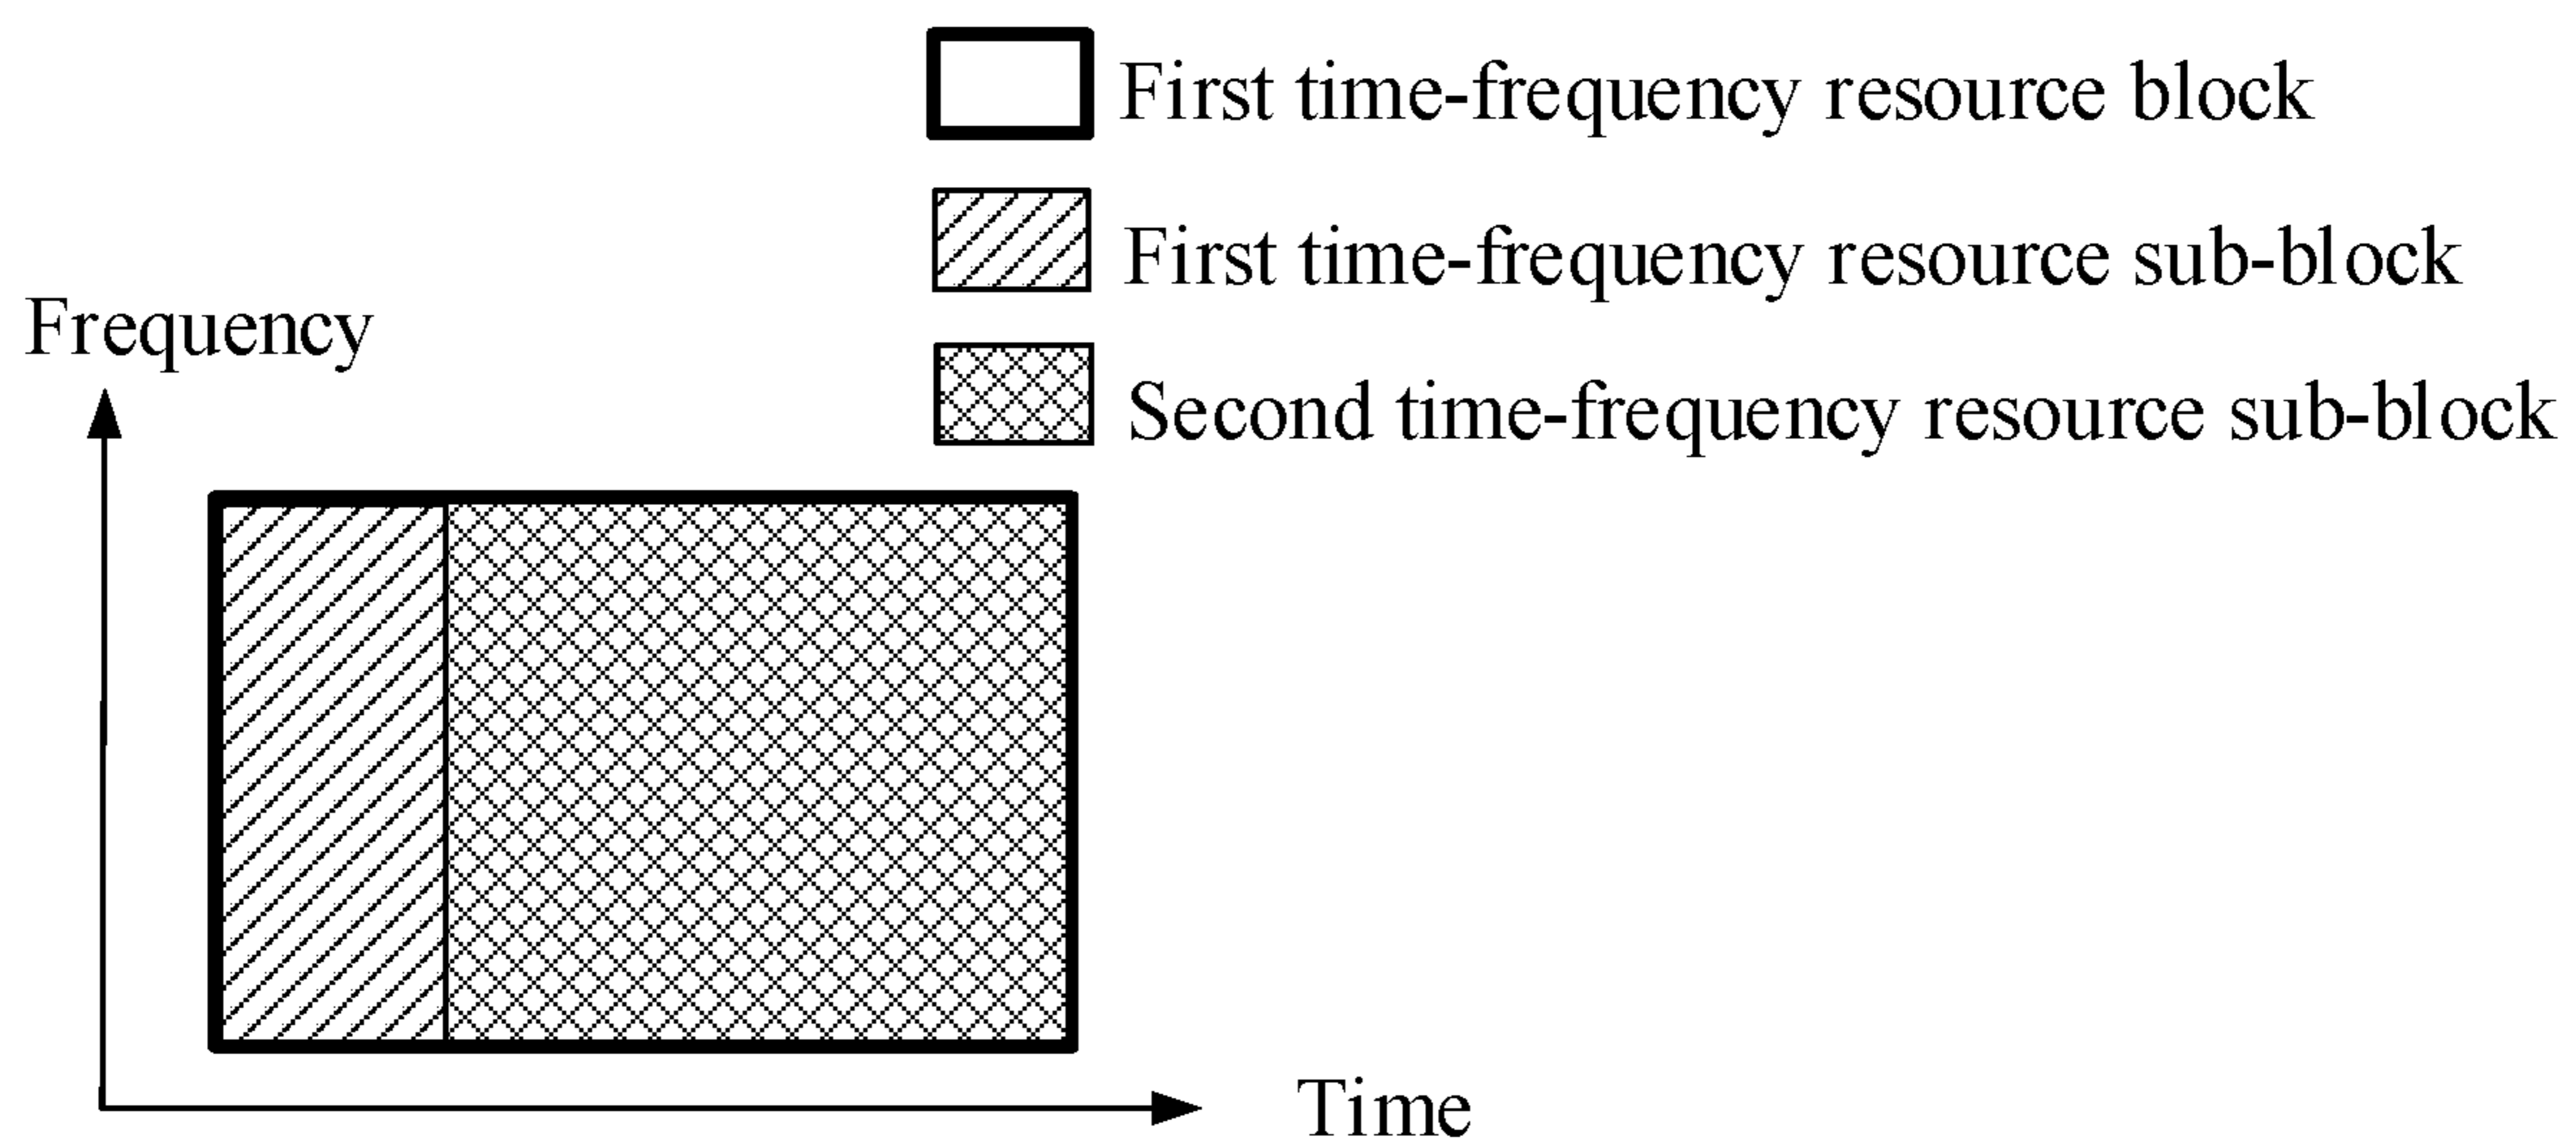 First time-frequency resource block
First time-frequency resource sub-block
Second time-frequency resource sub-block
Frequency
Time